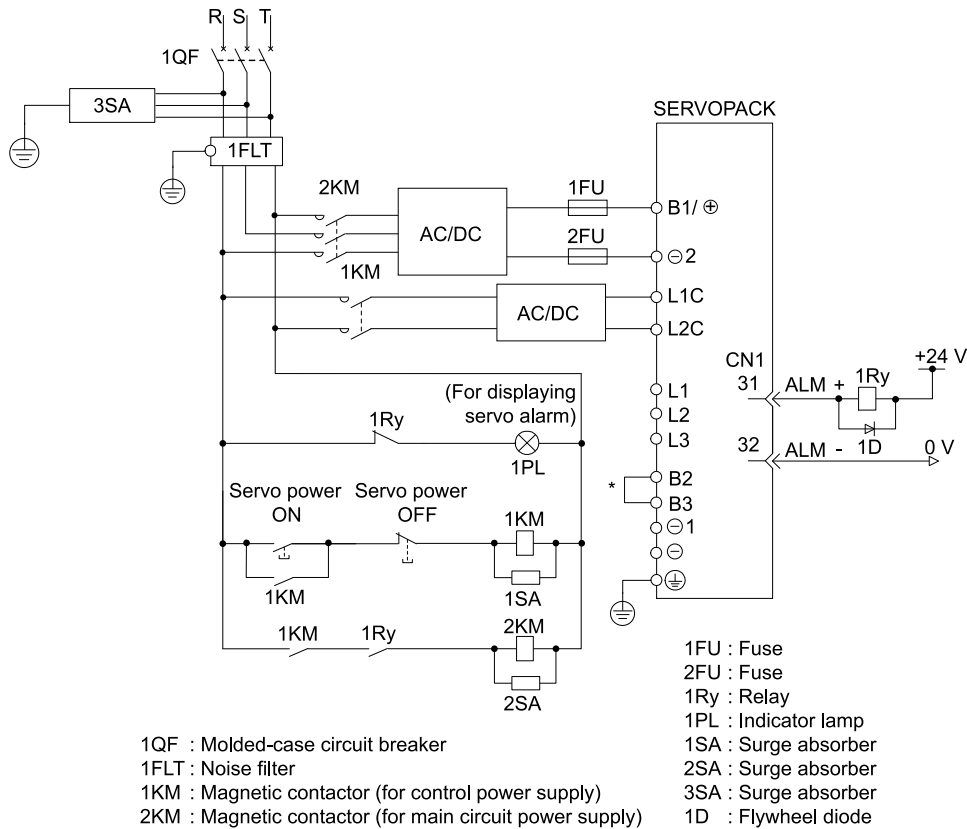 R S T
1QF
3SA
1FLT
SERVOPACK
2KM
AC/DC
1FU
B1/ ⊕
2FU
⊖ 2
1KM
AC/DC
L1C
L2C
CN1
+24 V
31
ALM +
1Ry
1D
L1
L2
L3
32
ALM -
0 V
(For displaying
servo alarm)
1Ry
1PL
*
B2
B3
⊖ 1
⊖
Servo power
ON
Servo power
OFF
1KM
1KM
1SA
1KM
1Ry
2KM
2SA
1QF : Molded-case circuit breaker
1FLT : Noise filter
1KM : Magnetic contactor (for control power supply)
2KM : Magnetic contactor (for main circuit power supply)
1FU : Fuse
2FU : Fuse
1Ry : Relay
1PL : Indicator lamp
1SA : Surge absorber
2SA : Surge absorber
3SA : Surge absorber
1D : Flywheel diode